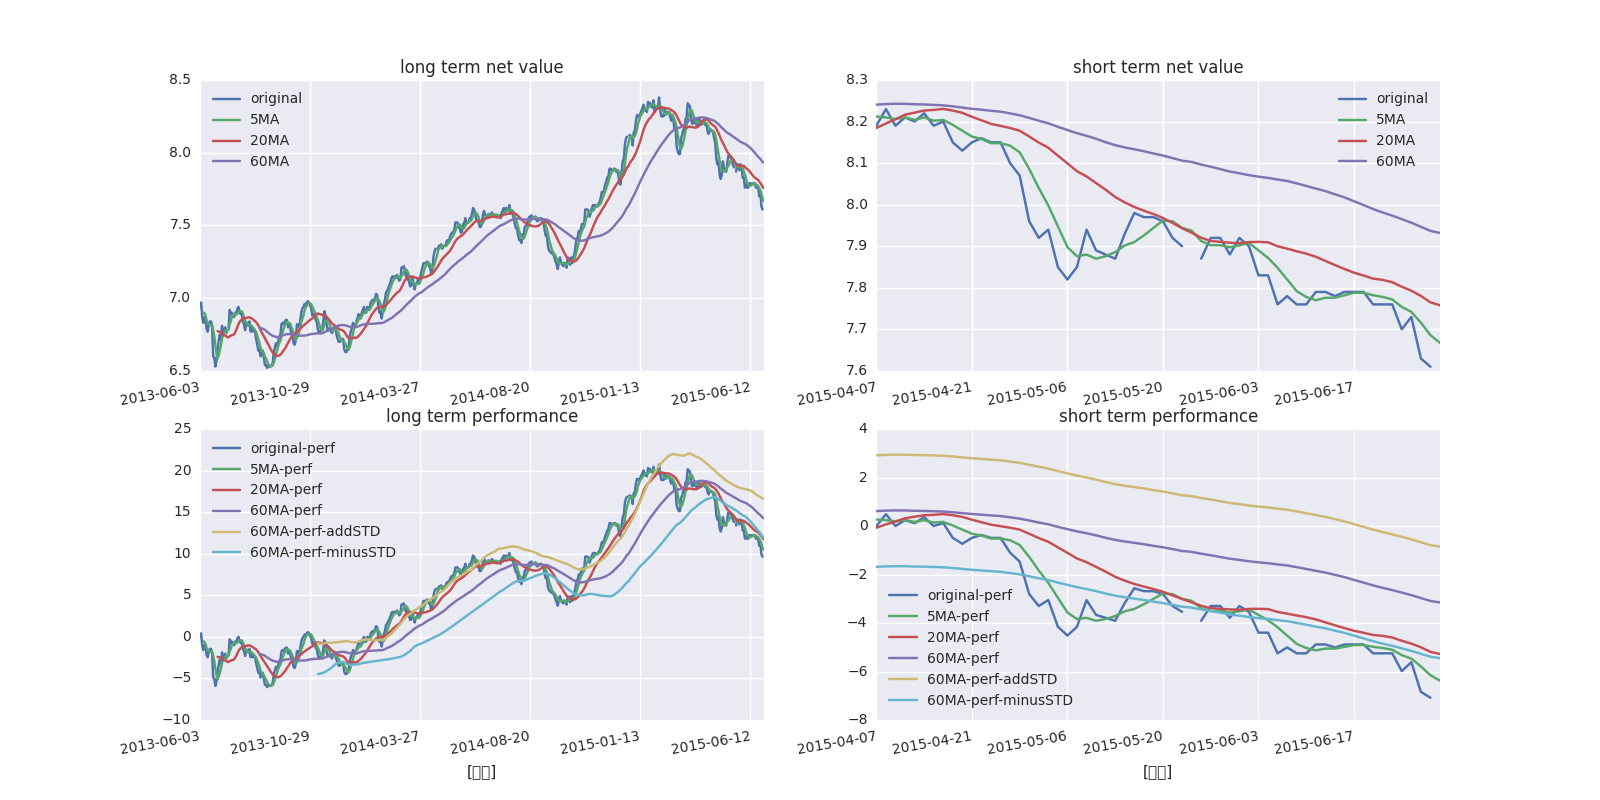 long term net value
8.5
8.0
7.5
7.0
6.5
original
5MA
20MA
60MA
2013-06-03
2013-10-29
2014-03-27
2014-08-20
2015-01-13
2015-06-12
short term net value
8.3
8.2
8.1
8.0
7.9
7.8
7.7
7.6
original
5MA
20MA
60MA
2015-04-07
2015-04-21
2015-05-06
2015-05-20
2015-06-03
2015-06-17
long term performance
25
20
15
10
5
0
−5
−10
original-perf
5MA-perf
20MA-perf
60MA-perf
60MA-perf-addSTD
60MA-perf-minusSTD
2013-06-03
2013-10-29
2014-03-27
2014-08-20
2015-01-13
2015-06-12
short term performance
4
2
0
−2
−4
−6
−8
original-perf
5MA-perf
20MA-perf
60MA-perf
60MA-perf-addSTD
60MA-perf-minusSTD
2015-04-07
2015-04-21
2015-05-06
2015-05-20
2015-06-03
2015-06-17